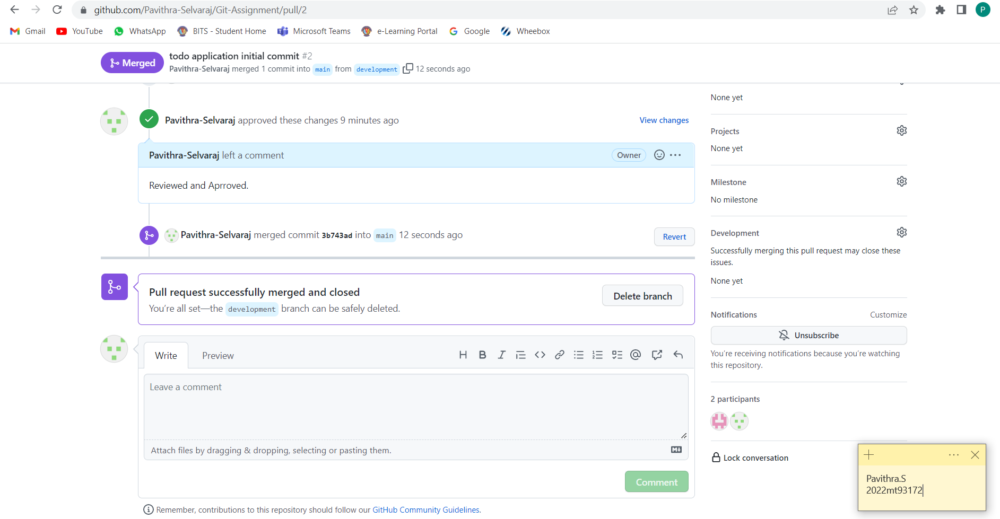 github.com/Pavithra-Selvaraj/Git-Assignment/pull/2
P
Gmail YouTube WhatsApp BITS - Student Home Microsoft Teams e-Learning Portal Google Wheebox
Merged
todo application initial commit #2
Pavithra-Selvaraj merged 1 commit into main from development 12 seconds ago
None yet
Pavithra-Selvaraj approved these changes 9 minutes ago
View changes
Pavithra-Selvaraj left a comment
Owner
Reviewed and Aprroved.
Pavithra-Selvaraj merged commit 3b743ad into main 12 seconds ago
Revert
Pull request successfully merged and closed
You're all set—the development branch can be safely deleted.
Delete branch
Write Preview
Leave a comment
Attach files by dragging & dropping, selecting or pasting them.
Comment
Remember, contributions to this repository should follow our GitHub Community Guidelines.
Projects
None yet
Milestone
No milestone
Development
Successfully merging this pull request may close these
issues.
None yet
Notifications Customize
Unsubscribe
You're receiving notifications because you're watching
this repository.
2 participants
Lock conversation
Pavithra.S
2022mt93172